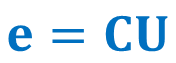 e = CU